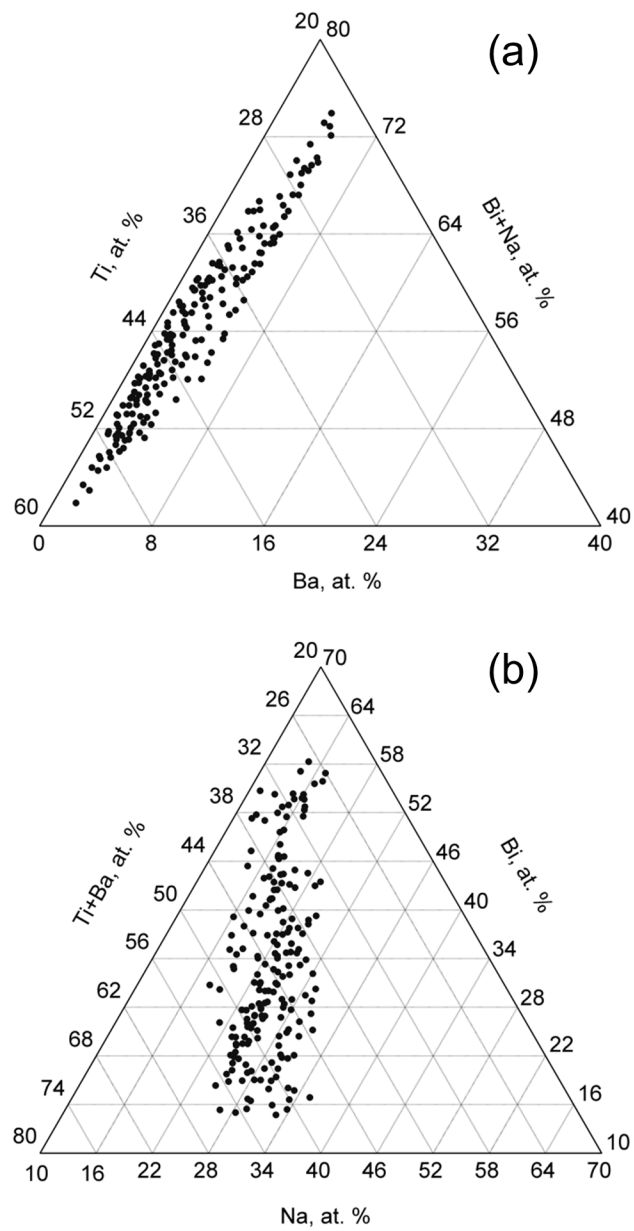 20 80
(a)
28 72
36 64
Ti, at. %
Bi+Na, at. %
44 56
52 48
60 40
0 8 16 24 32 40
Ba, at. %
20 70
(b)
26 64
32 58
38 52
Ti+Ba, at. %
Bi, at. %
44 46
50 40
56 34
62 28
68 22
74 16
80 10
10 16 22 28 34 40 46 52 58 64 70
Na, at. %